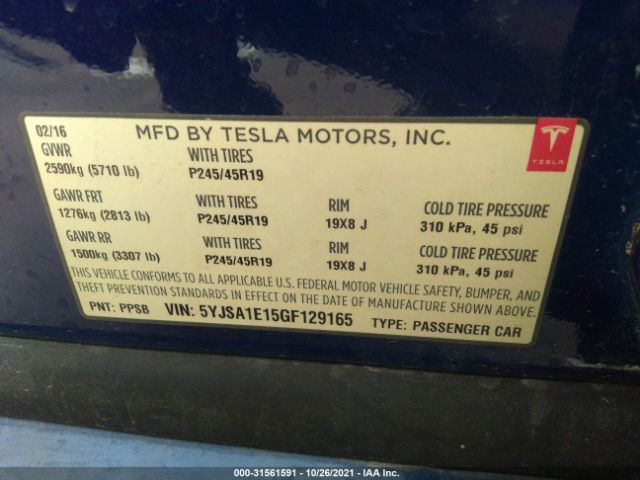 02/16 MFD BY TESLA MOTORS, INC.
TESLA
GVWR WITH TIRES
2590kg (5710 lb) P245/45R19
GAWR FRT WITH TIRES RIM COLD TIRE PRESSURE
1276kg (2813 lb) P245/45R19 19X8 J 310 kPa, 45 psi
GAWR RR WITH TIRES RIM COLD TIRE PRESSURE
1500kg (3307 lb) P245/45R19 19X8 J 310 kPa, 45 psi
THIS VEHICLE CONFORMS TO ALL APPLICABLE U.S. FEDERAL MOTOR VEHICLE SAFETY, BUMPER, AND
THEFT PREVENTION STANDARDS IN EFFECT ON THE DATE OF MANUFACTURE SHOWN ABOVE.
PNT: PPSB VIN: 5YJSA1E15GF129165 TYPE: PASSENGER CAR
000-31561591 - 10/26/2021 - IAA Inc.